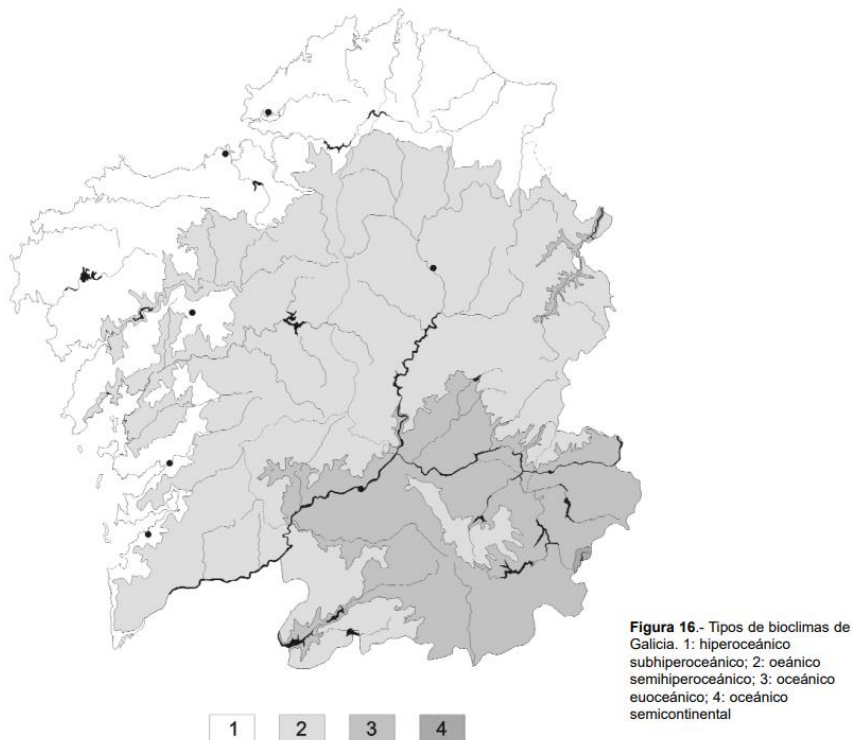 Figura 16.- Tipos de bioclimas de
Galicia. 1: hiperoceánico
subhiperoceánico; 2: oeánico
semihiperoceánico; 3: oceánico
euoceánico; 4: oceánico
semicontinental
1 2 3 4